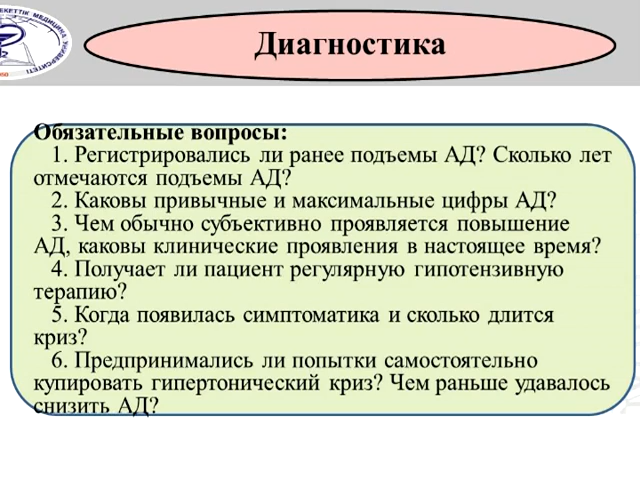 ЕКЕТТІК МЕДИЦИНА УНИВЕРСИТЕТІ
Диагностика
Обязательные вопросы:
1. Регистрировались ли ранее подъемы АД? Сколько лет
отмечаются подъемы АД?
2. Каковы привычные и максимальные цифры АД?
3. Чем обычно субъективно проявляется повышение
АД, каковы клинические проявления в настоящее время?
4. Получает ли пациент регулярную гипотензивную
терапию?
5. Когда появилась симптоматика и сколько длится
криз?
6. Предпринимались ли попытки самостоятельно
купировать гипертонический криз? Чем раньше удавалось
снизить АД?